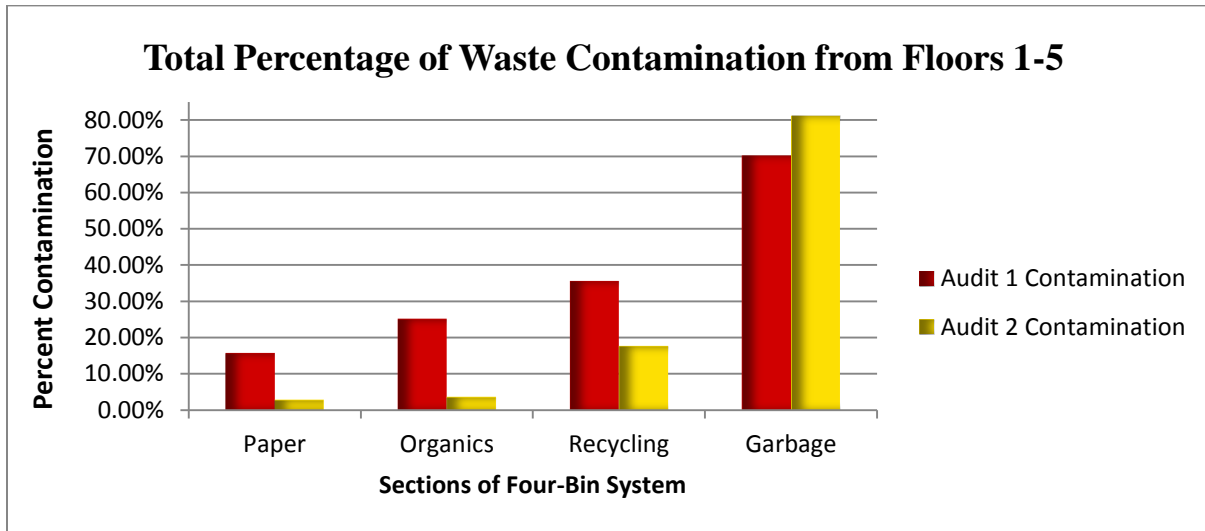 Total Percentage of Waste Contamination from Floors 1-5
Percent Contamination
80.00%
70.00%
60.00%
50.00%
40.00%
30.00%
20.00%
10.00%
0.00%
Paper Organics Recycling Garbage
Sections of Four-Bin System
Audit 1 Contamination
Audit 2 Contamination